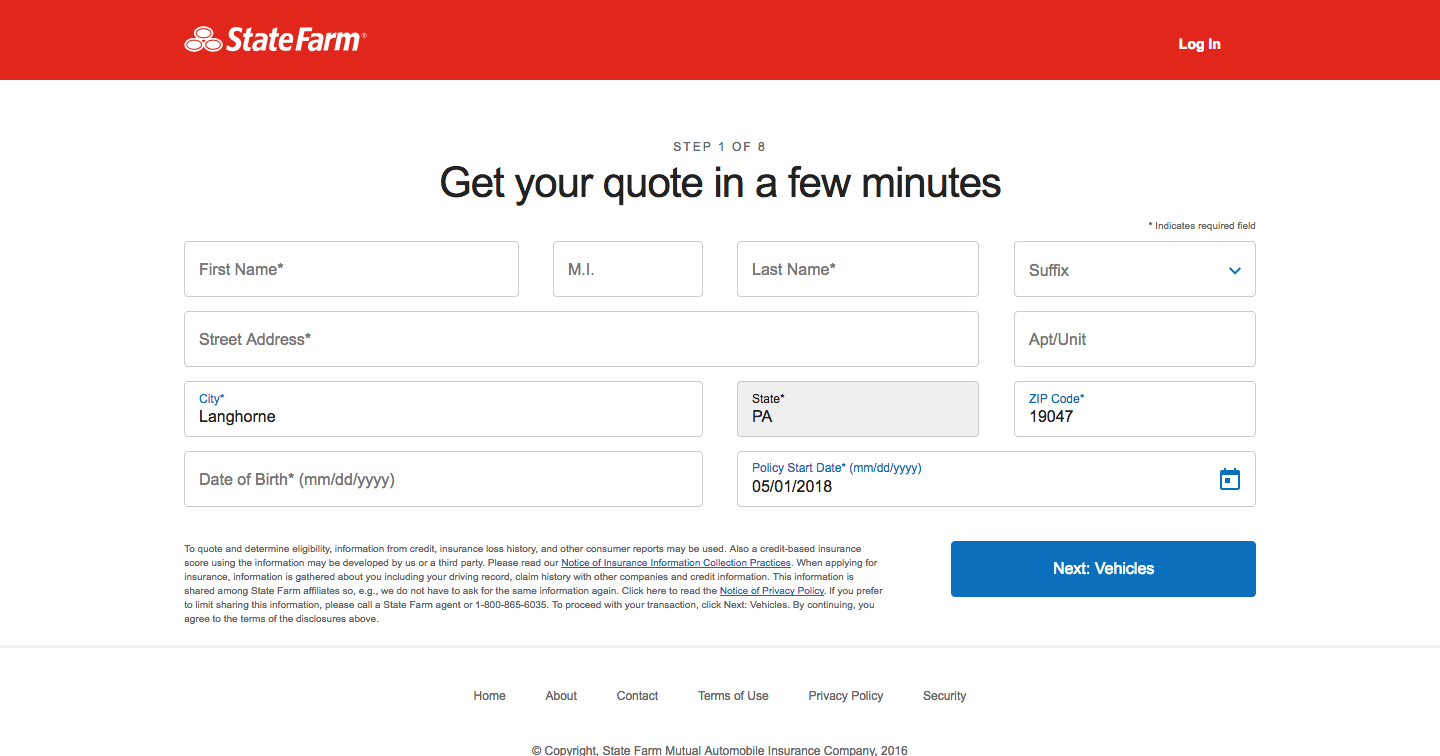 State Farm®
Log In
STEP 1 OF 8
Get your quote in a few minutes
* Indicates required field
First Name*
M.I.
Last Name*
Suffix
Street Address*
Apt/Unit
City*
Langhorne
State*
PA
ZIP Code*
19047
Date of Birth* (mm/dd/yyyy)
Policy Start Date* (mm/dd/yyyy)
05/01/2018
To quote and determine eligibility, information from credit, insurance loss history, and other consumer reports may be used. Also a credit-based insurance
score using the information may be developed by us or a third party. Please read our Notice of Insurance Information Collection Practices. When applying for
insurance, information is gathered about you including your driving record, claim history with other companies and credit information. This information is
shared among State Farm affiliates so, e.g., we do not have to ask for the same information again. Click here to read the Notice of Privacy Policy. If you prefer
to limit sharing this information, please call a State Farm agent or 1-800-865-6035. To proceed with your transaction, click Next: Vehicles. By continuing, you
agree to the terms of the disclosures above.
Next: Vehicles
Home
About
Contact
Terms of Use
Privacy Policy
Security
© Copyright, State Farm Mutual Automobile Insurance Company, 2016